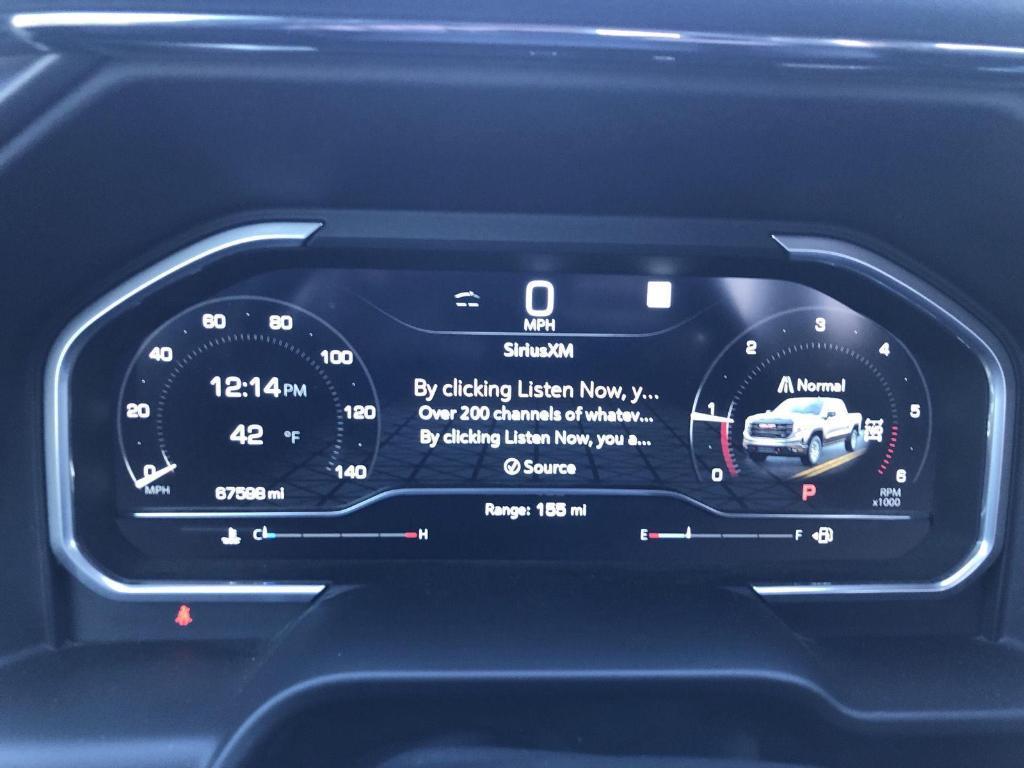 0
MPH
SiriusXM
By clicking Listen Now, y...
Over 200 channels of whatev...
By clicking Listen Now, you a...
Source
Range: 155 mi
0
20
40
60
80
100
120
140
MPH
12:14 PM
42 °F
67598 mi
C H
0
1
2
3
4
5
6
Normal
P
RPM
x1000
E F